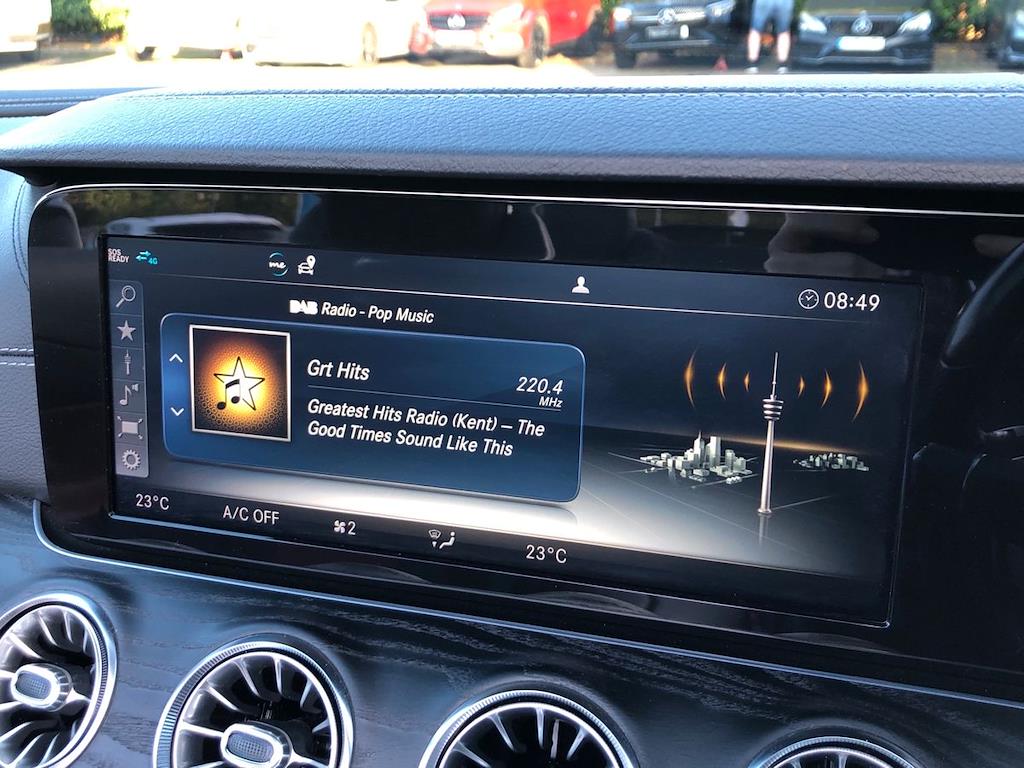 SOS
READY
4G
me
08:49
DAB Radio - Pop Music
Grt Hits
220.4
MHz
Greatest Hits Radio (Kent) – The
Good Times Sound Like This
23°C
A/C OFF
2
23°C